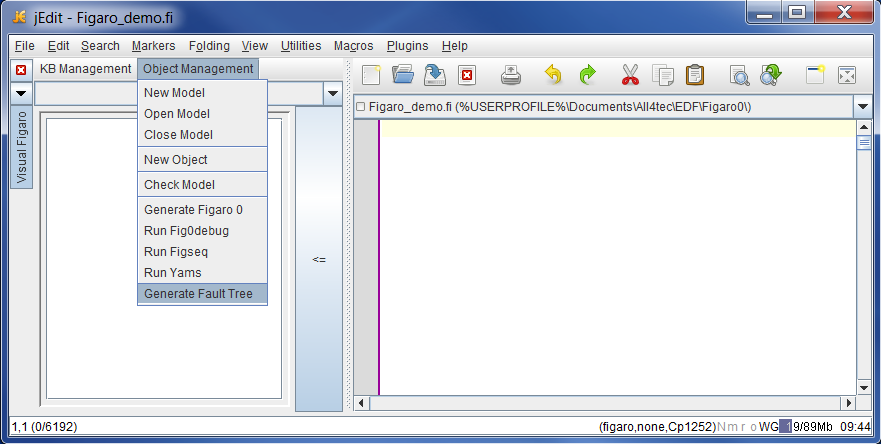 jEdit - Figaro_demo.fi
File Edit Search Markers Folding View Utilities Macros Plugins Help
KB Management Object Management
New Model
Open Model
Close Model
New Object
Check Model
Generate Figaro 0
Run Fig0debug
Run Figseq
Run Yams
Generate Fault Tree
Visual Figaro
<=
Figaro_demo.fi (%USERPROFILE%\Documents\All4tec\EDF\Figaro0\)
1,1 (0/6192)
(figaro,none,Cp1252)N m r o WG 19/89Mb 09:44